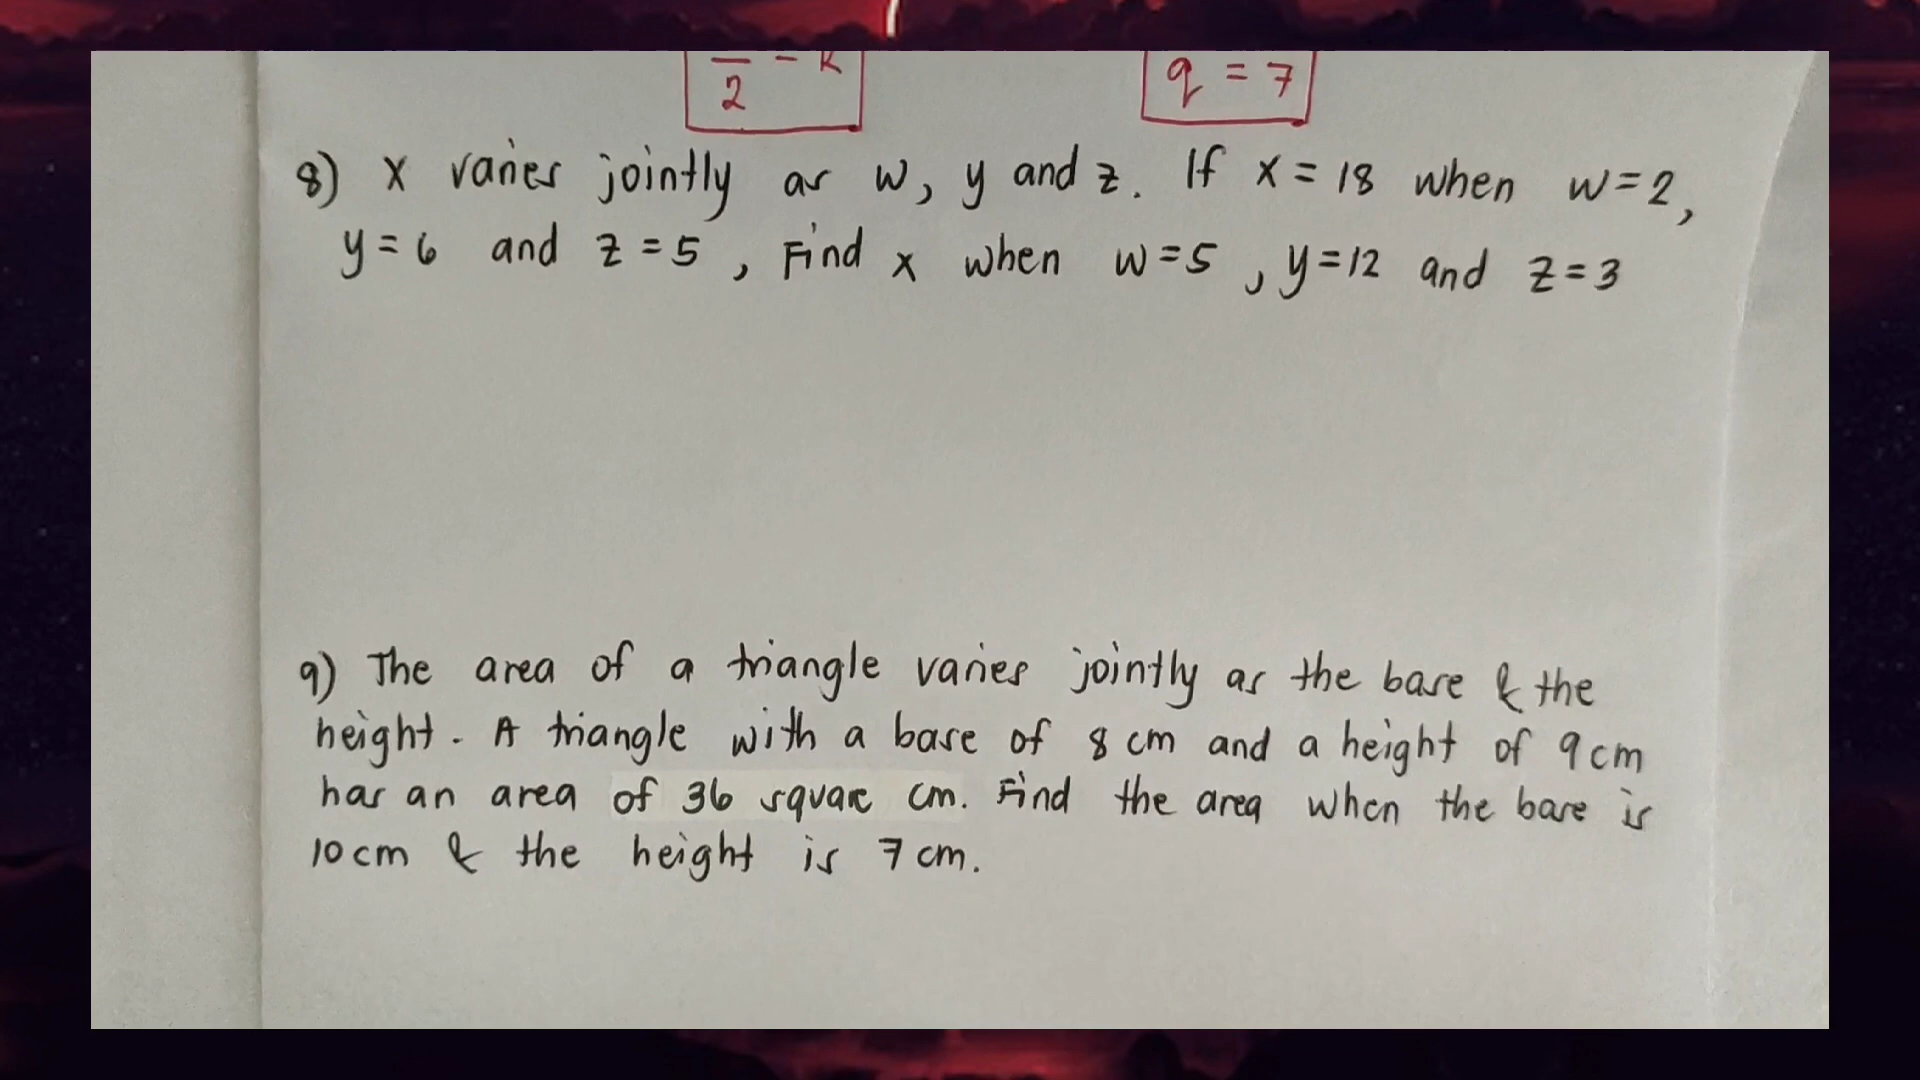 2 - k
q = 7
8) x varies jointly as w, y and z. If x = 18 when w = 2,
y = 6 and z = 5, Find x when w = 5, y = 12 and z = 3
9) The area of a triangle varies jointly as the base & the
height. A triangle with a base of 8 cm and a height of 9 cm
has an area of 36 square cm. Find the area when the base is
10 cm & the height is 7 cm.